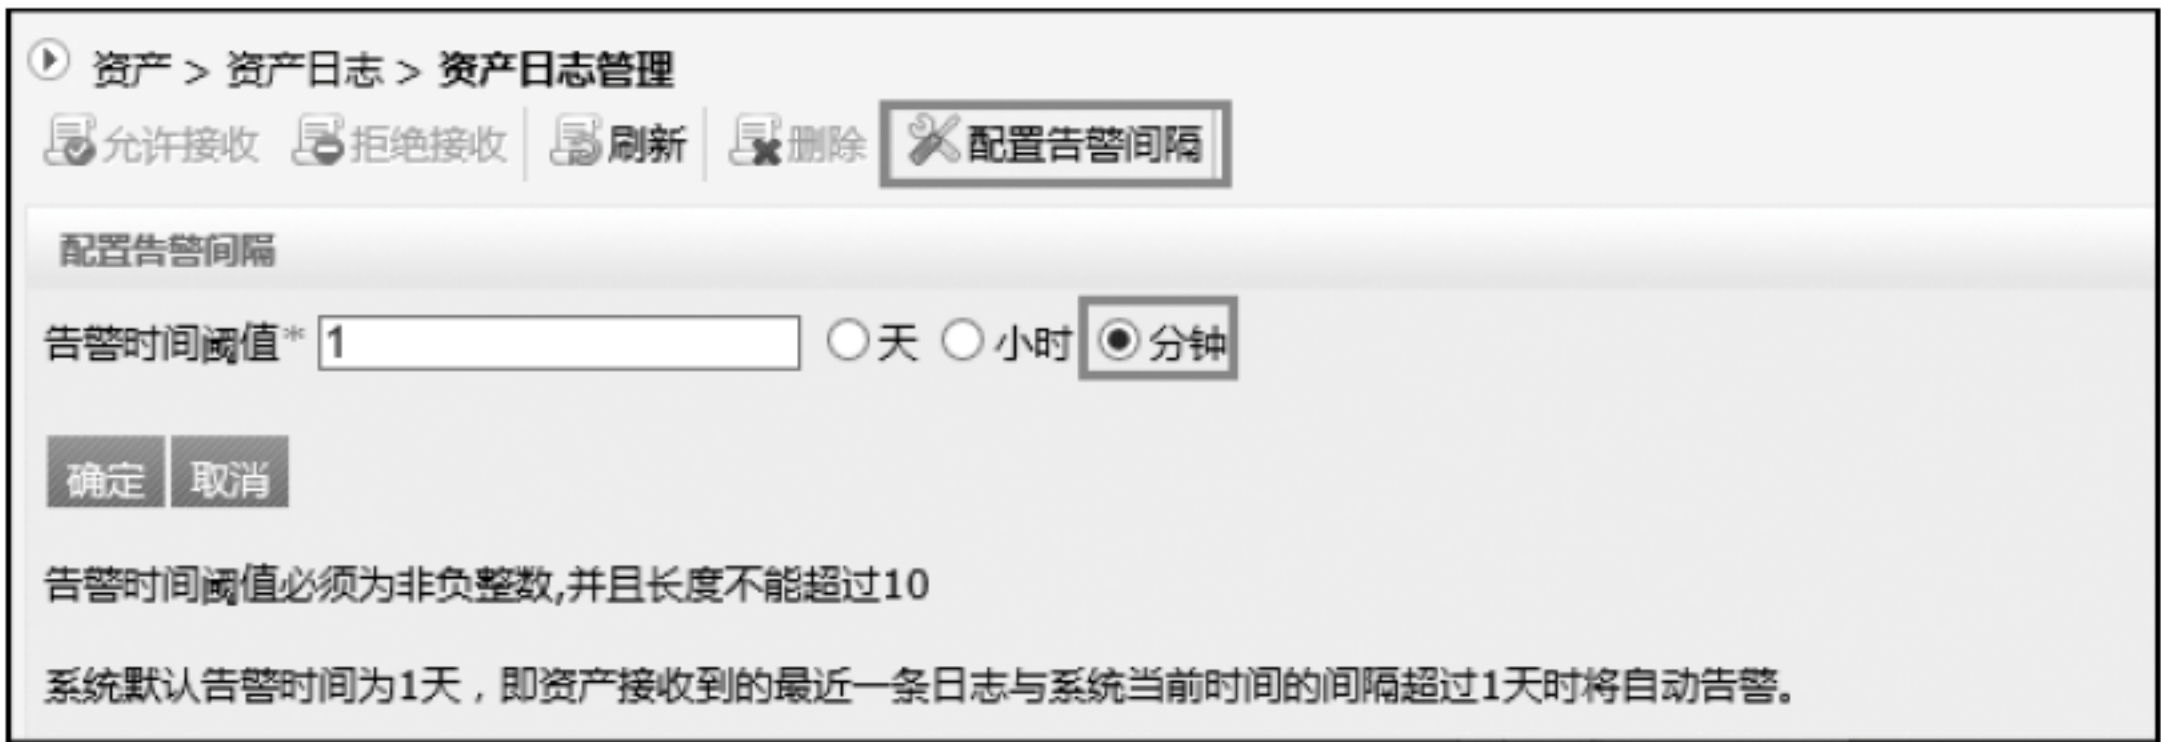 资产 > 资产日志 > 资产日志管理
允许接收 拒绝接收 刷新 删除 配置告警间隔
配置告警间隔
告警时间阈值* 1 天 小时 分钟
确定 取消
告警时间阈值必须为非负整数,并且长度不能超过10
系统默认告警时间为1天，即资产接收到的最近一条日志与系统当前时间的间隔超过1天时将自动告警。